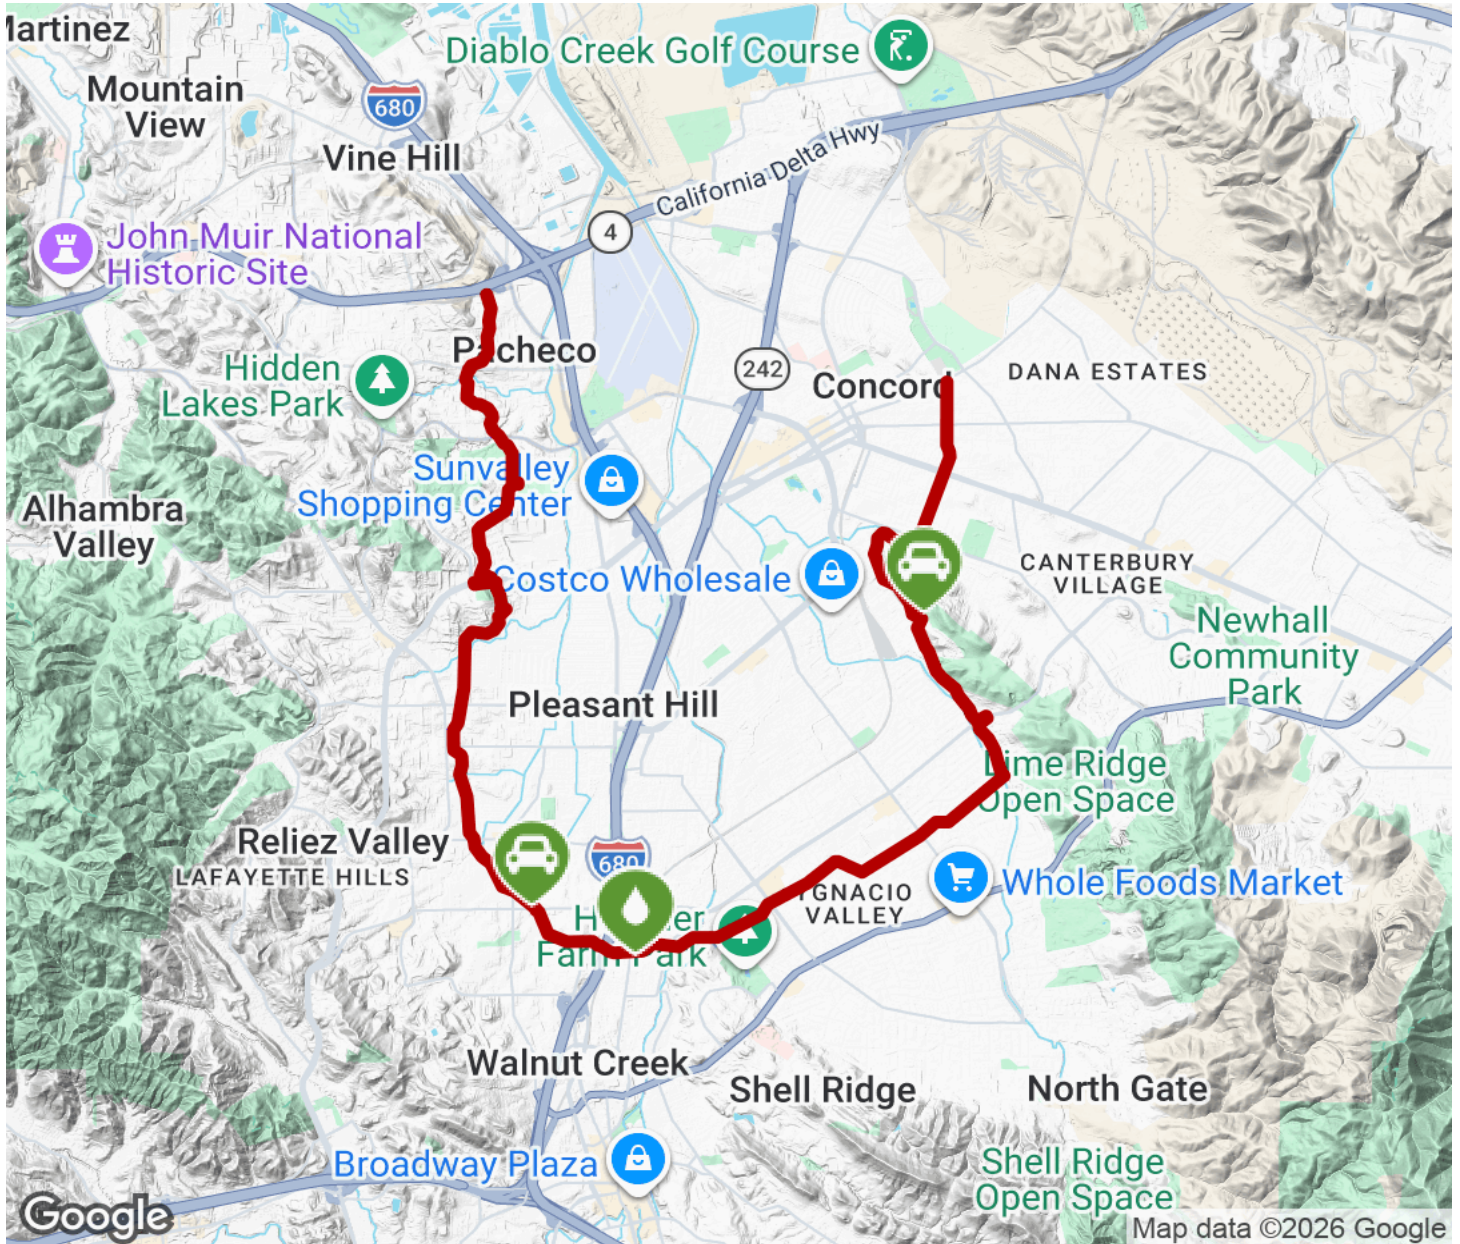 Martinez
Diablo Creek Golf Course
Mountain
View
680
Vine Hill
California Delta Hwy
4
John Muir National
Historic Site
Pacheco
Hidden
Lakes Park
242
Concord
DANA ESTATES
Sunvalley
Shopping Center
Alhambra
Valley
Costco Wholesale
CANTERBURY
VILLAGE
Newhall
Community
Park
Pleasant Hill
Lime Ridge
Open Space
Reliez Valley
LAFAYETTE HILLS
680
Whole Foods Market
YGNACIO
VALLEY
Farm Park
Walnut Creek
Shell Ridge
North Gate
Broadway Plaza
Shell Ridge
Open Space
Google
Map data ©2026 Google